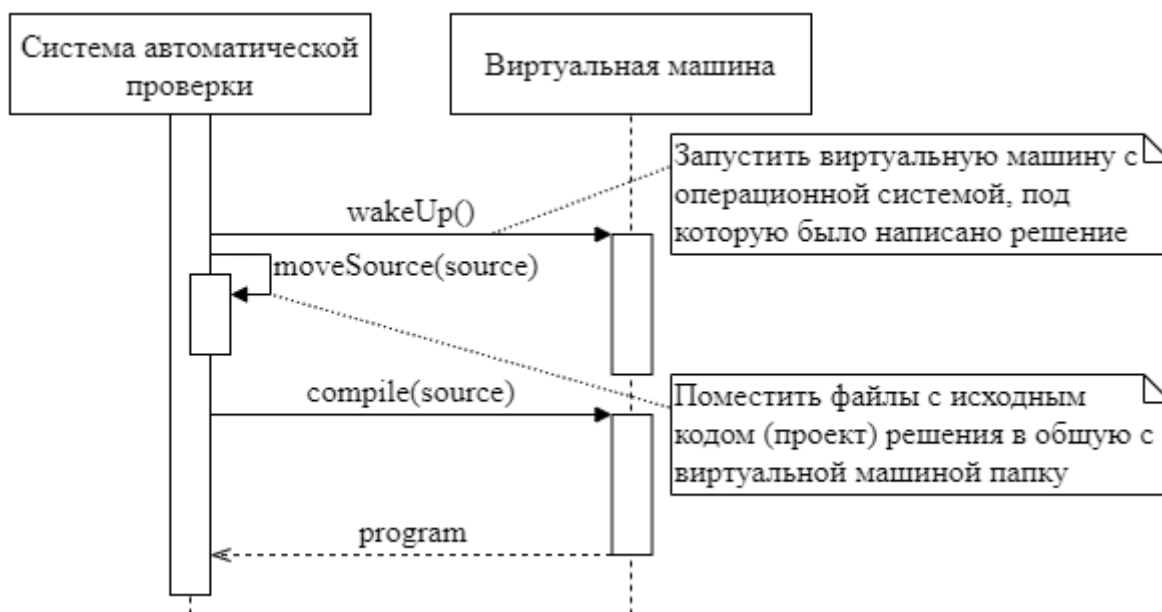 Система автоматической
проверки
Виртуальная машина
Запустить виртуальную машину с
операционной системой, под
которую было написано решение
wakeUp()
moveSource(source)
compile(source)
Поместить файлы с исходным
кодом (проект) решения в общую с
виртуальной машиной папку
program